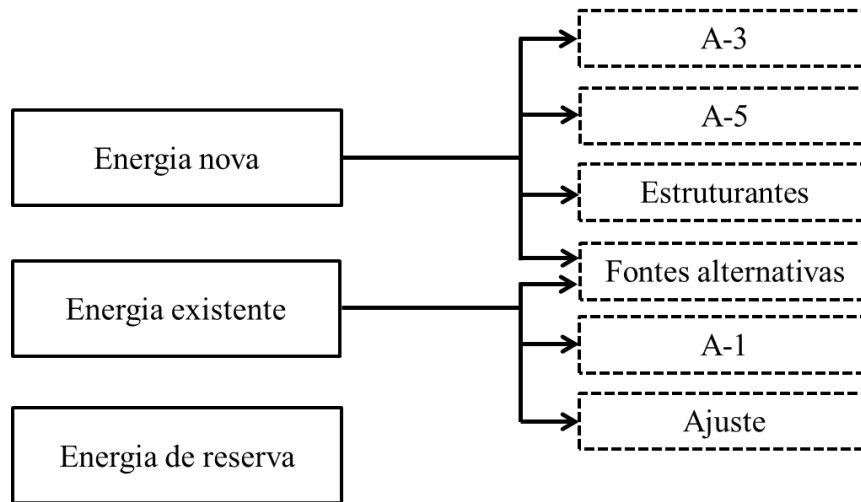 Energia nova
Energia existente
Energia de reserva
A-3
A-5
Estruturantes
Fontes alternativas
A-1
Ajuste